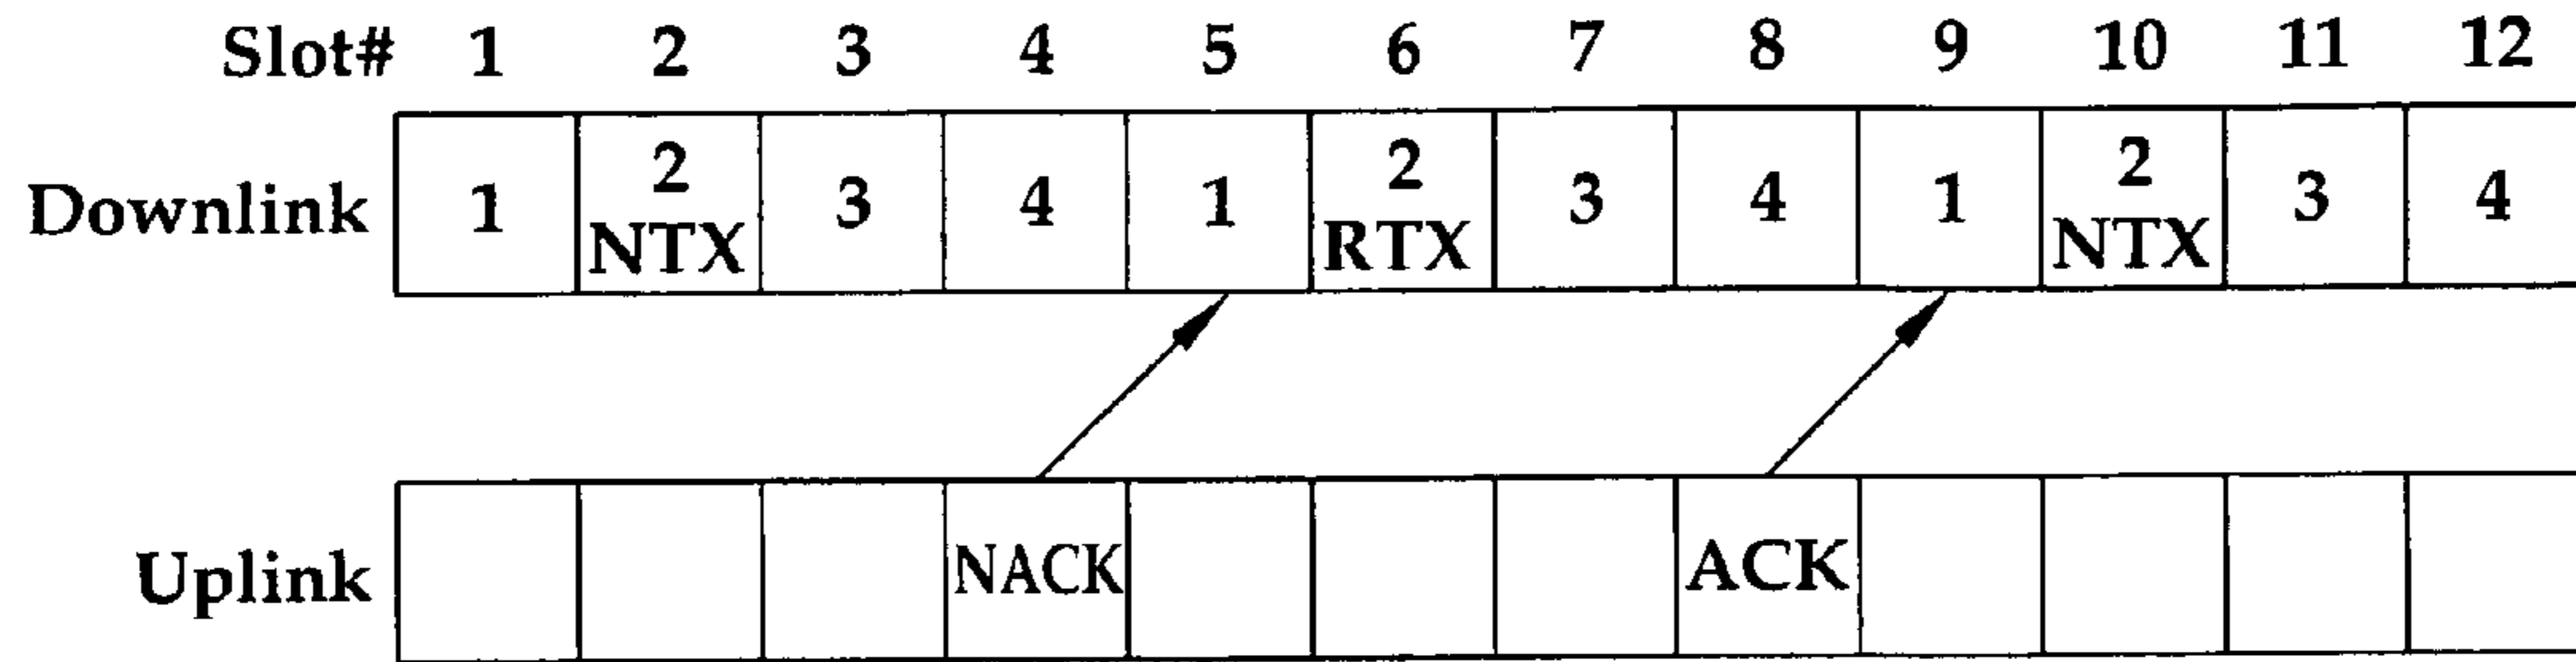 Slot# 1 2 3 4 5 6 7 8 9 10 11 12
Downlink 1 2 NTX 3 4 1 2 RTX 3 4 1 2 NTX 3 4
Uplink NACK ACK